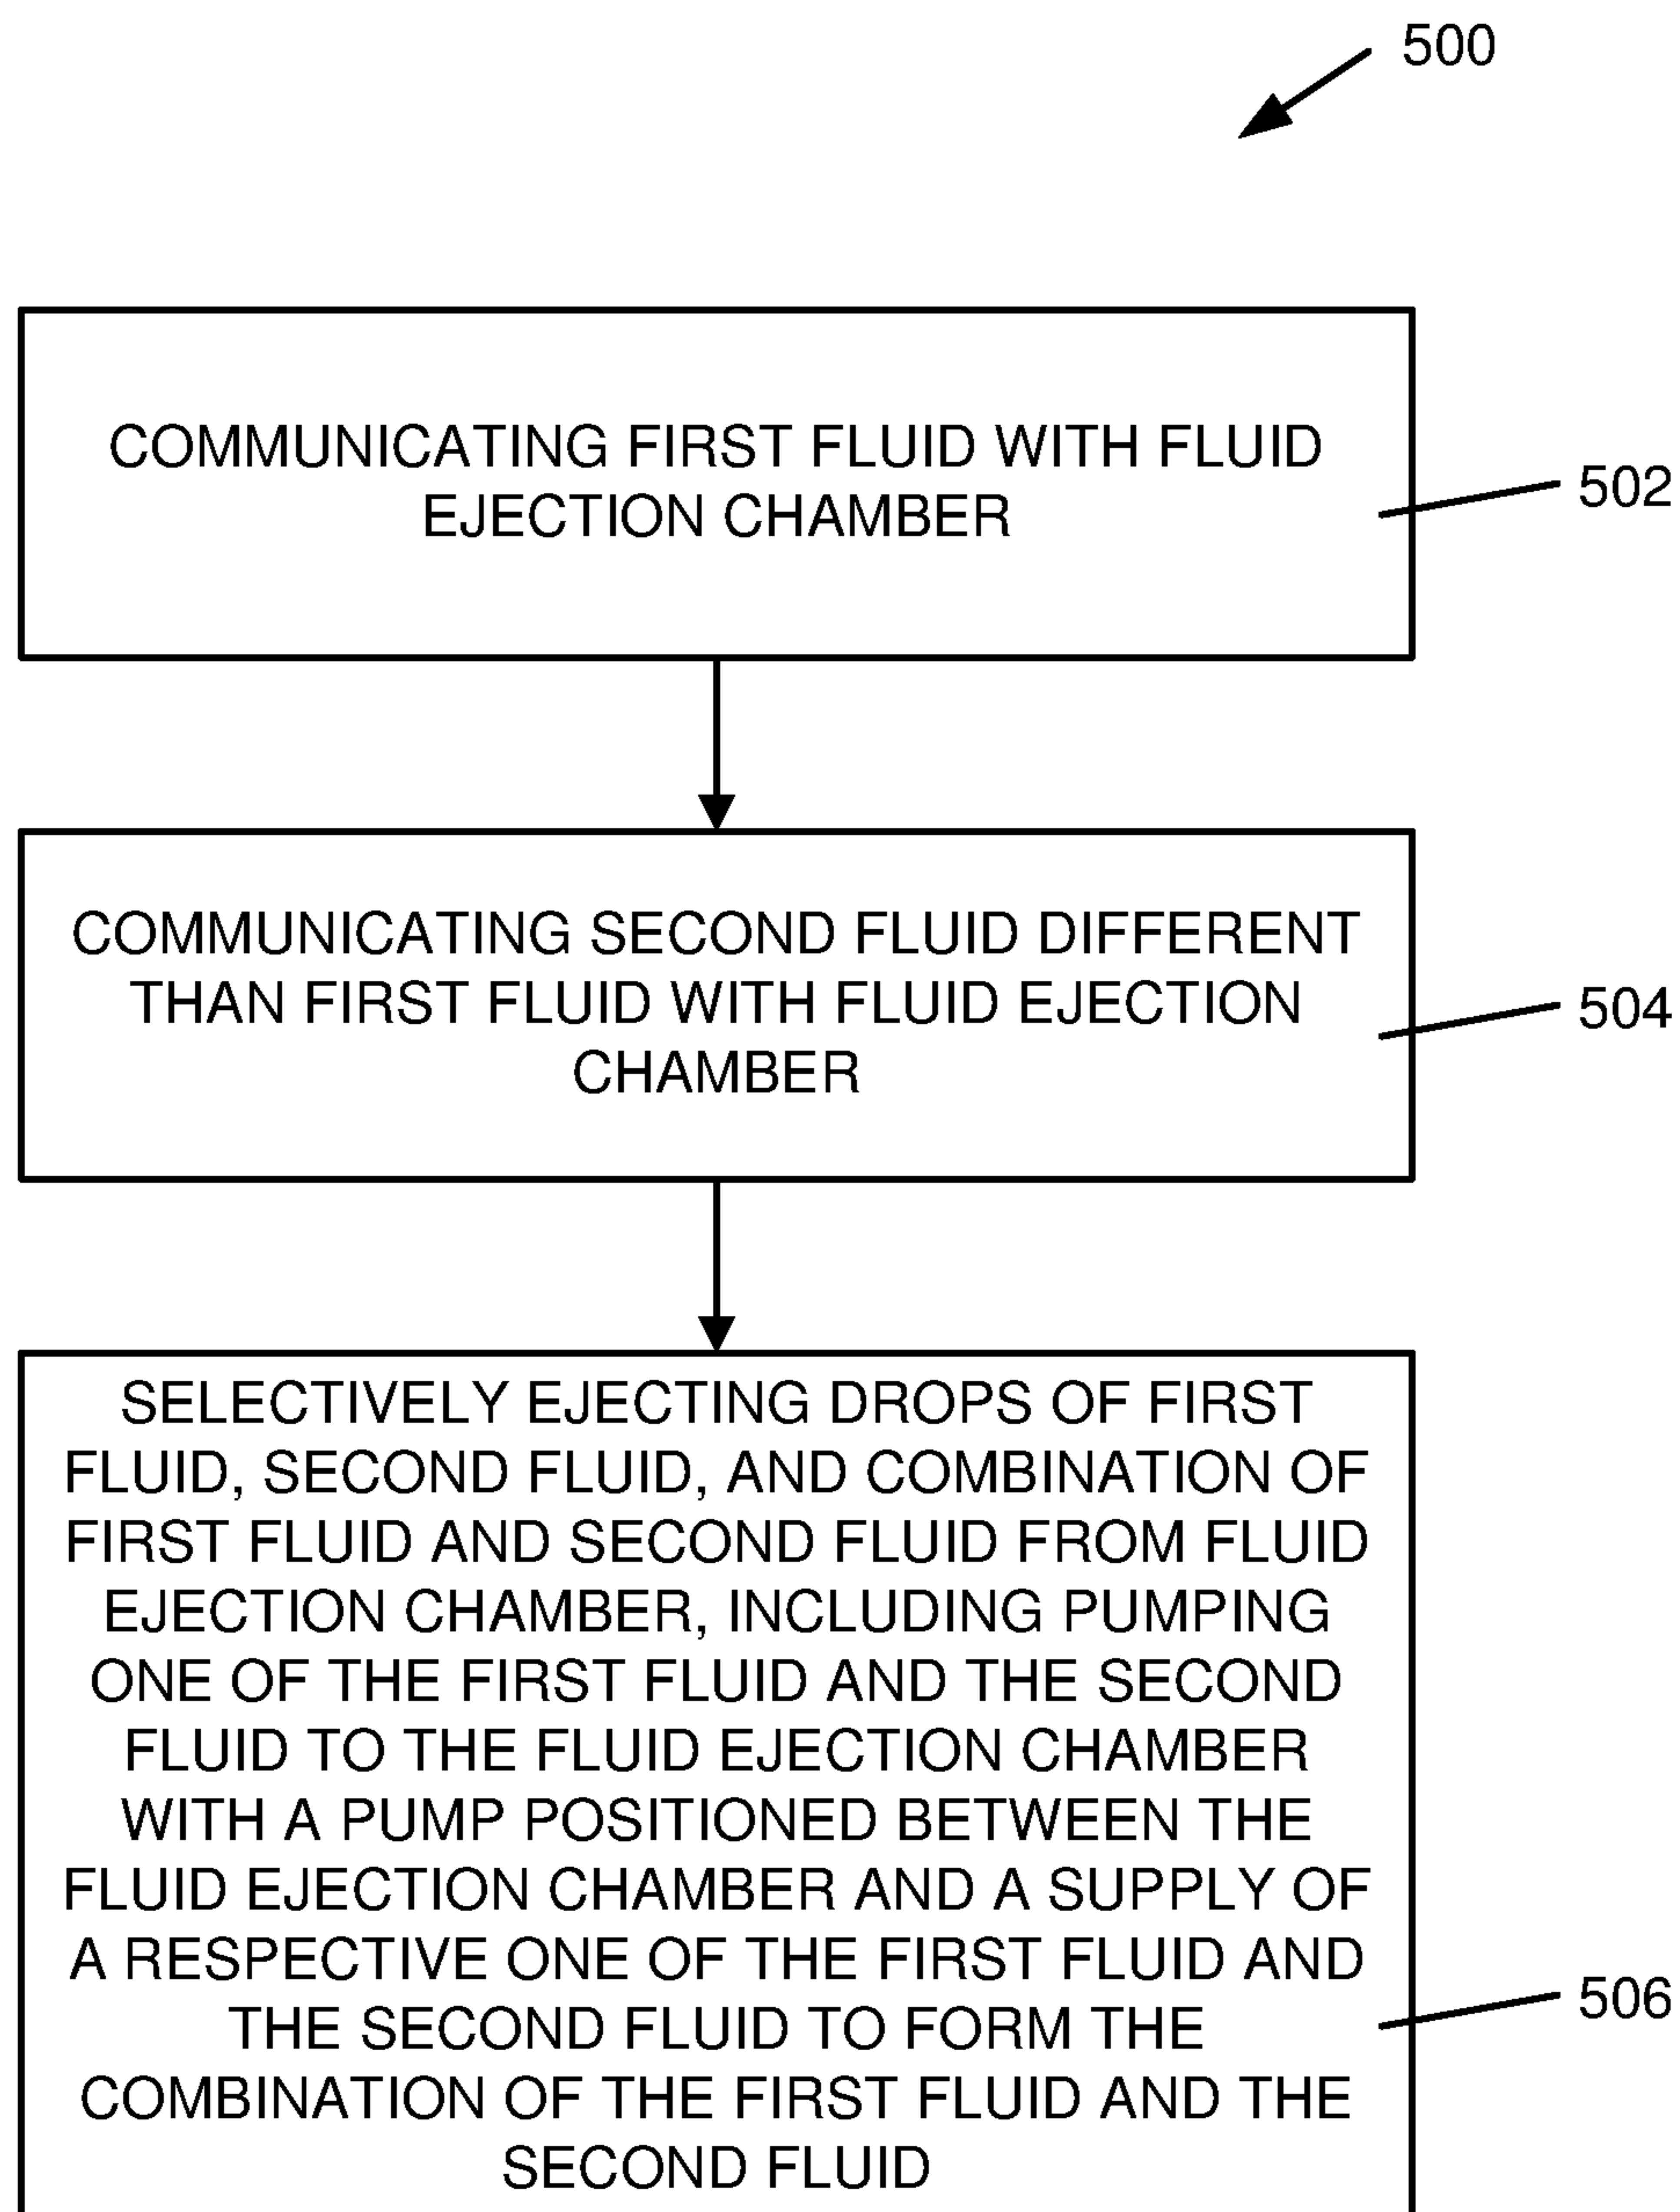 500
COMMUNICATING FIRST FLUID WITH FLUID
EJECTION CHAMBER
502
COMMUNICATING SECOND FLUID DIFFERENT
THAN FIRST FLUID WITH FLUID EJECTION
CHAMBER
504
SELECTIVELY EJECTING DROPS OF FIRST
FLUID, SECOND FLUID, AND COMBINATION OF
FIRST FLUID AND SECOND FLUID FROM FLUID
EJECTION CHAMBER, INCLUDING PUMPING
ONE OF THE FIRST FLUID AND THE SECOND
FLUID TO THE FLUID EJECTION CHAMBER
WITH A PUMP POSITIONED BETWEEN THE
FLUID EJECTION CHAMBER AND A SUPPLY OF
A RESPECTIVE ONE OF THE FIRST FLUID AND
THE SECOND FLUID TO FORM THE
COMBINATION OF THE FIRST FLUID AND THE
SECOND FLUID
506